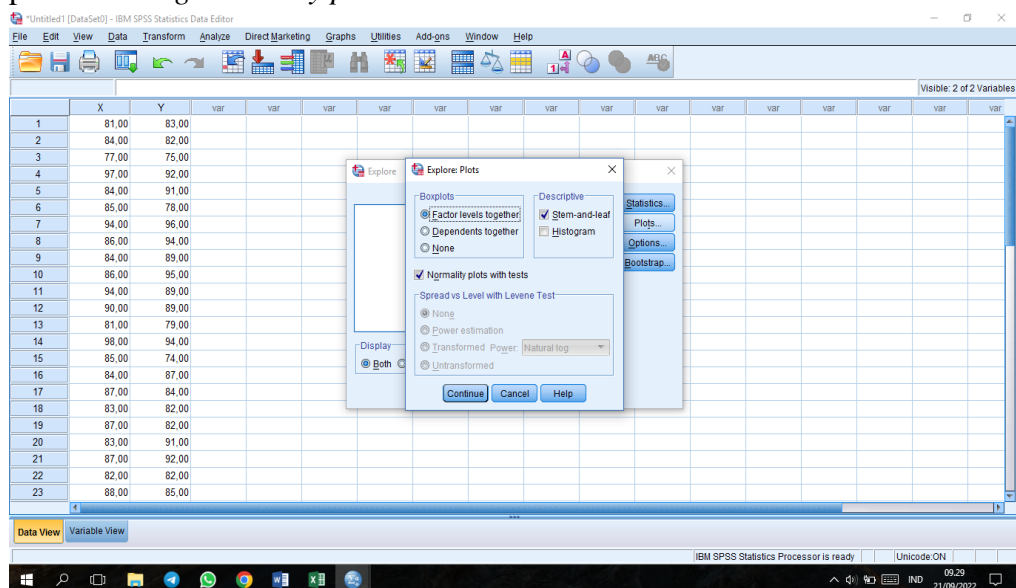 *Untitled1 [DataSet0] - IBM SPSS Statistics Data Editor
File Edit View Data Transform Analyze Direct Marketing Graphs Utilities Add-ons Window Help
Visible: 2 of 2 Variables
X Y var var var var var var var var var var var var var var
1 81,00 83,00
2 84,00 82,00
3 77,00 75,00
4 97,00 92,00
5 84,00 91,00
6 85,00 78,00
7 94,00 96,00
8 86,00 94,00
9 84,00 89,00
10 86,00 95,00
11 94,00 89,00
12 90,00 89,00
13 81,00 79,00
14 98,00 94,00
15 85,00 74,00
16 84,00 87,00
17 87,00 84,00
18 83,00 82,00
19 87,00 82,00
20 83,00 91,00
21 87,00 92,00
22 82,00 82,00
23 88,00 85,00
Explore
Statistics...
Plots...
Options...
Bootstrap...
Display
Both
Explore: Plots
Boxplots
Factor levels together
Dependents together
None
Descriptive
Stem-and-leaf
Histogram
Normality plots with tests
Spread vs Level with Levene Test
None
Power estimation
Transformed Power: Natural log
Untransformed
Continue Cancel Help
Data View Variable View
IBM SPSS Statistics Processor is ready Unicode:ON
IND 09.29
21/09/2022